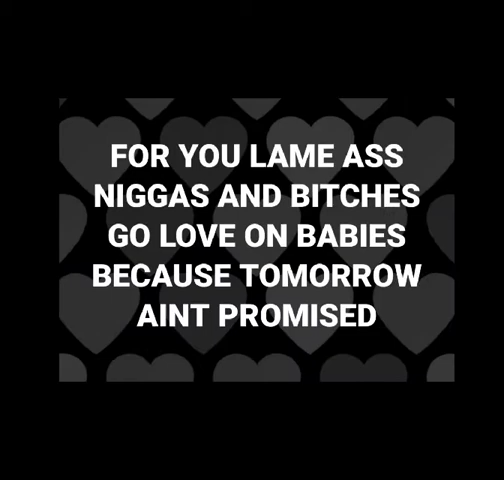 FOR YOU LAME ASS
NIGGAS AND BITCHES
GO LOVE ON BABIES
BECAUSE TOMORROW
AINT PROMISED